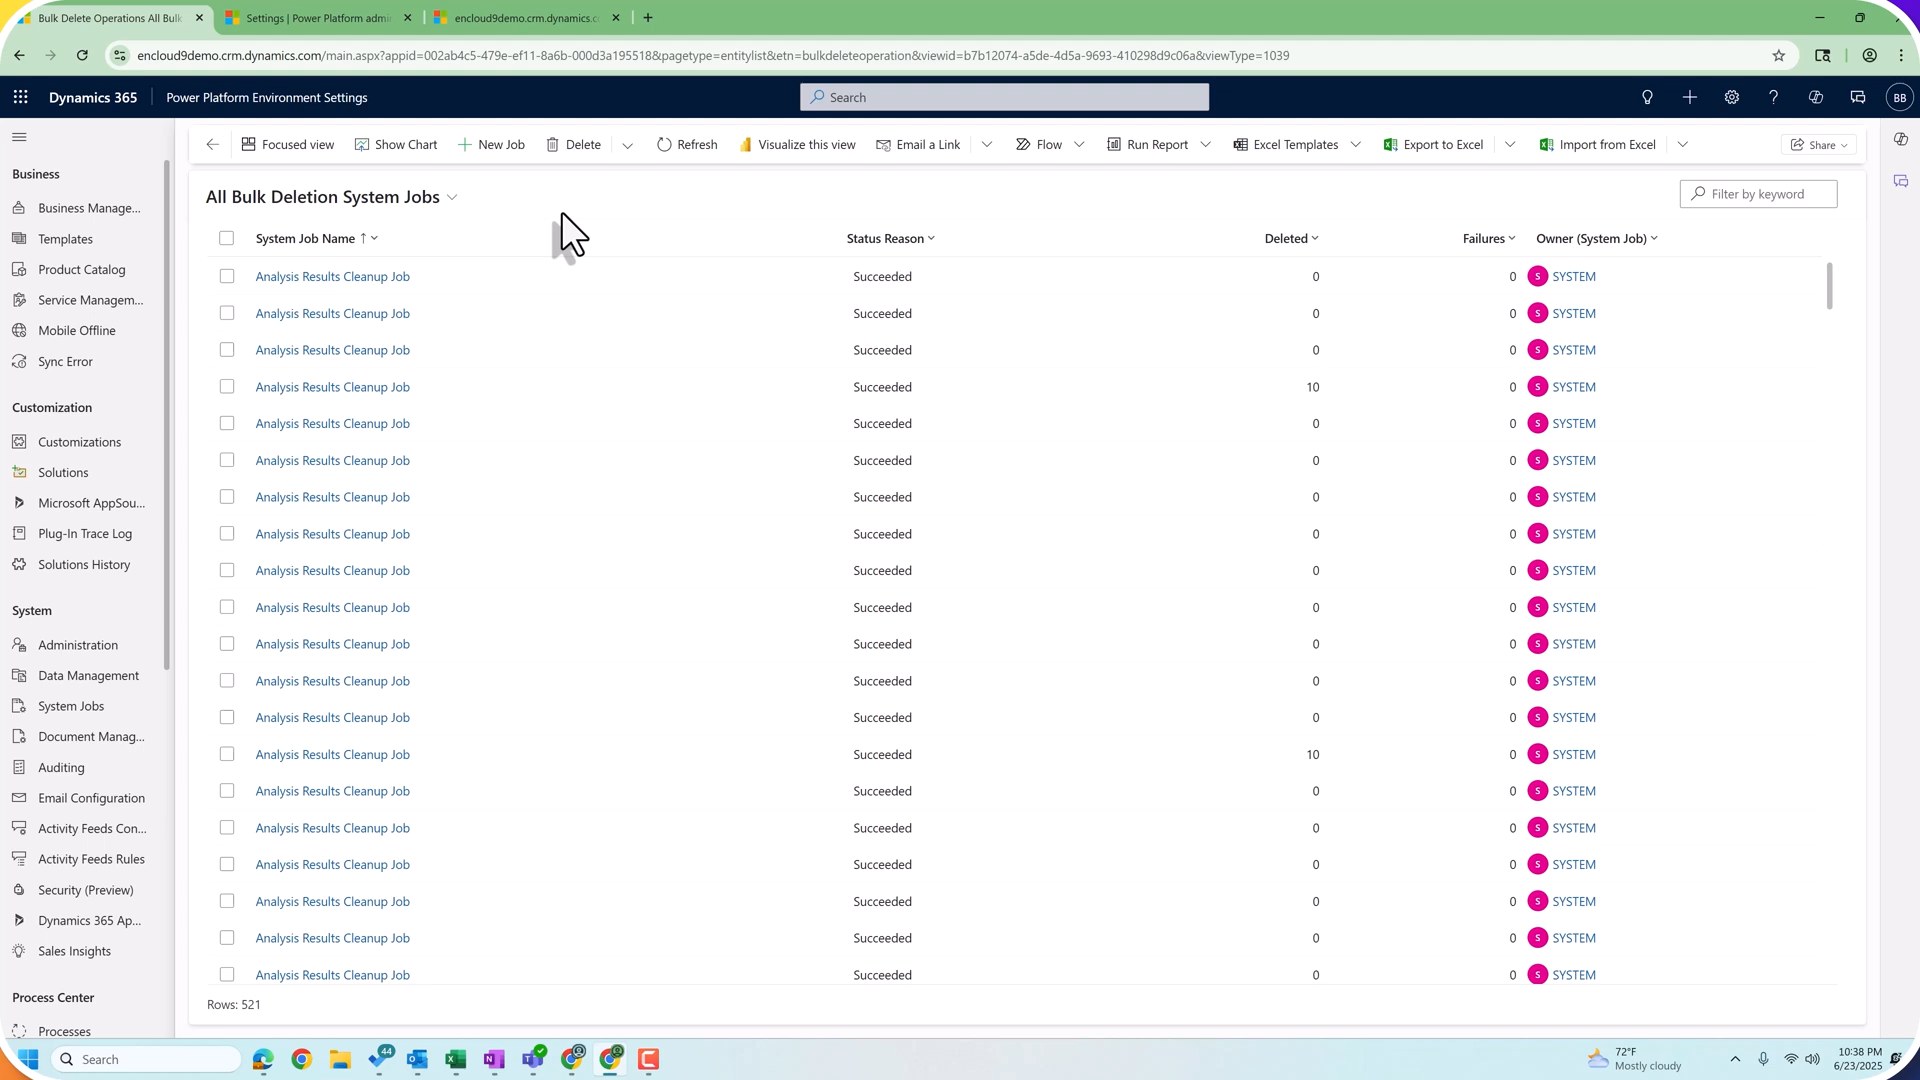 Bulk Delete Operations All Bulk
Settings | Power Platform admi
encloud9demo.crm.dynamics.c
encloud9demo.crm.dynamics.com/main.aspx?appid=002ab4c5-479e-ef11-8a6b-000d3a195518&pagetype=entitylist&etn=bulkdeleteoperation&viewid=b7b12074-a5de-4d5a-9693-410298d9c06a&viewType=1039
Dynamics 365
Power Platform Environment Settings
Search
BB
Focused view
Show Chart
New Job
Delete
Refresh
Visualize this view
Email a Link
Flow
Run Report
Excel Templates
Export to Excel
Import from Excel
Share
Business
Business Manage...
Templates
Product Catalog
Service Managem...
Mobile Offline
Sync Error
Customization
Customizations
Solutions
Microsoft AppSou...
Plug-In Trace Log
Solutions History
System
Administration
Data Management
System Jobs
Document Manag...
Auditing
Email Configuration
Activity Feeds Con...
Activity Feeds Rules
Security (Preview)
Dynamics 365 Ap...
Sales Insights
Process Center
Processes
All Bulk Deletion System Jobs
Filter by keyword
System Job Name Status Reason Deleted Failures Owner (System Job)
Analysis Results Cleanup Job Succeeded 0 0 S SYSTEM
Analysis Results Cleanup Job Succeeded 0 0 S SYSTEM
Analysis Results Cleanup Job Succeeded 0 0 S SYSTEM
Analysis Results Cleanup Job Succeeded 10 0 S SYSTEM
Analysis Results Cleanup Job Succeeded 0 0 S SYSTEM
Analysis Results Cleanup Job Succeeded 0 0 S SYSTEM
Analysis Results Cleanup Job Succeeded 0 0 S SYSTEM
Analysis Results Cleanup Job Succeeded 0 0 S SYSTEM
Analysis Results Cleanup Job Succeeded 0 0 S SYSTEM
Analysis Results Cleanup Job Succeeded 0 0 S SYSTEM
Analysis Results Cleanup Job Succeeded 0 0 S SYSTEM
Analysis Results Cleanup Job Succeeded 0 0 S SYSTEM
Analysis Results Cleanup Job Succeeded 0 0 S SYSTEM
Analysis Results Cleanup Job Succeeded 10 0 S SYSTEM
Analysis Results Cleanup Job Succeeded 0 0 S SYSTEM
Analysis Results Cleanup Job Succeeded 0 0 S SYSTEM
Analysis Results Cleanup Job Succeeded 0 0 S SYSTEM
Analysis Results Cleanup Job Succeeded 0 0 S SYSTEM
Analysis Results Cleanup Job Succeeded 0 0 S SYSTEM
Analysis Results Cleanup Job Succeeded 0 0 S SYSTEM
Rows: 521
Search
44
72°F
Mostly cloudy
10:38 PM
6/23/2025